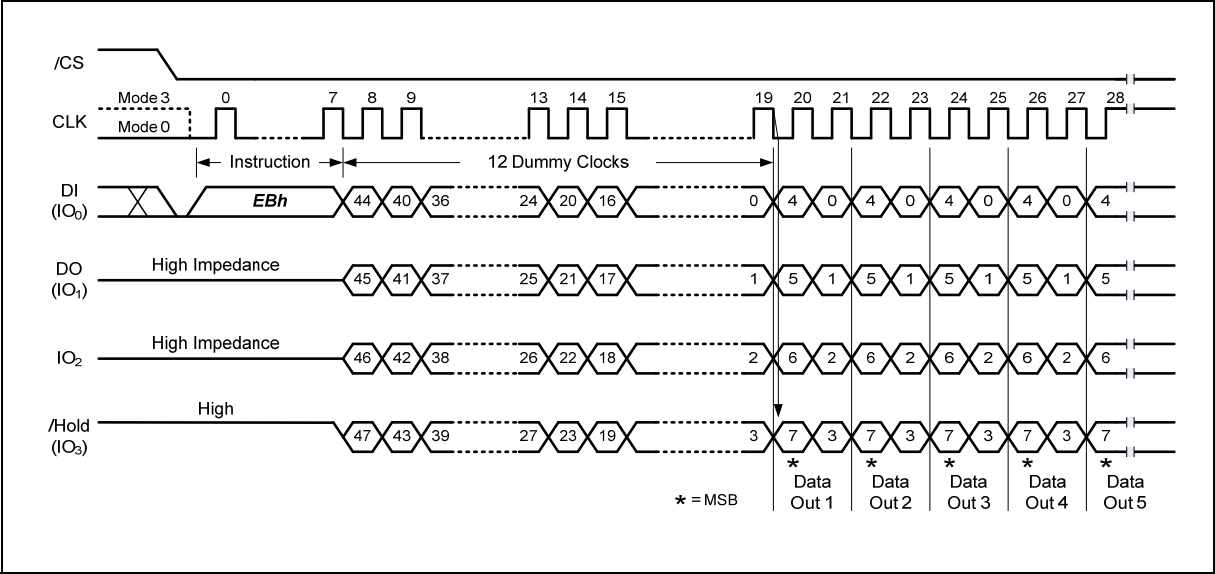 /CS
Mode 3 0 7 8 9 13 14 15 19 20 21 22 23 24 25 26 27 28
CLK
Mode 0
Instruction 12 Dummy Clocks
DI
(IO0)
EBh 44 40 36 24 20 16 0 4 0 4 0 4 0 4 0 4
DO
(IO1)
High Impedance 45 41 37 25 21 17 1 5 1 5 1 5 1 5 1 5
IO2
High Impedance 46 42 38 26 22 18 2 6 2 6 2 6 2 6 2 6
/Hold
(IO3)
High 47 43 39 27 23 19 3 7 3 7 3 7 3 7 3 7
* * * * *
* = MSB
Data
Out 1
Data
Out 2
Data
Out 3
Data
Out 4
Data
Out 5